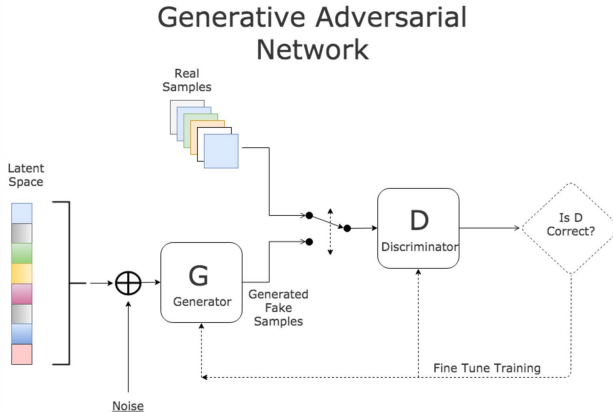 Generative Adversarial
Network
Real
Samples
Latent
Space
G
Generator
Generated
Fake
Samples
D
Discriminator
Is D
Correct?
Fine Tune Training
Noise